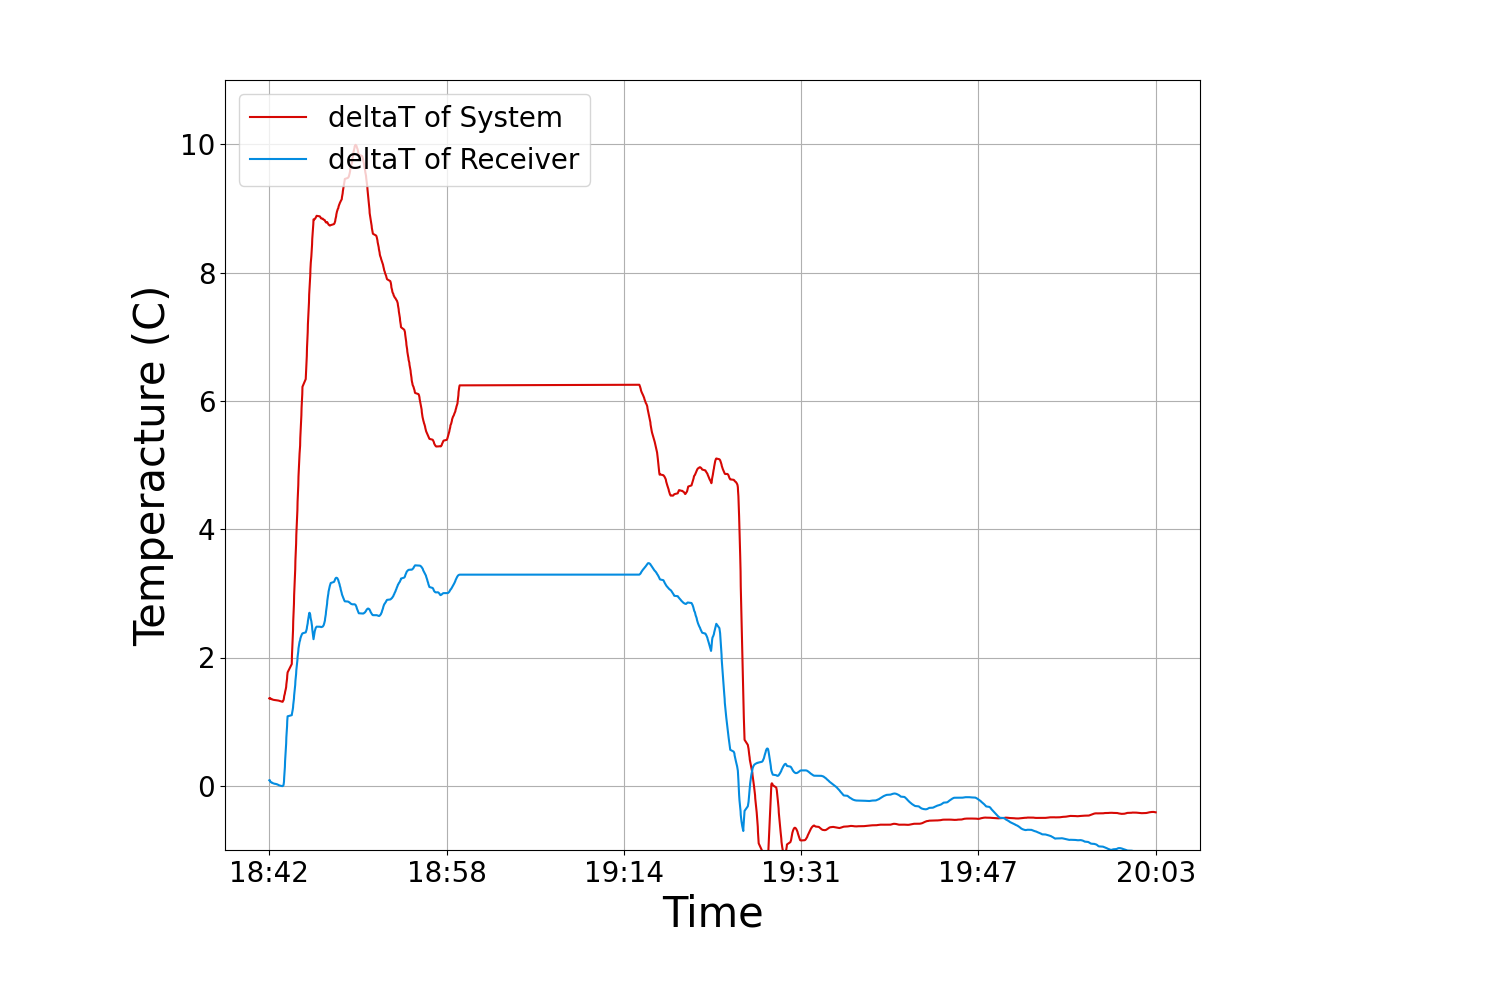 deltaT of System
deltaT of Receiver
10
8
6
4
2
0
Temperacture (C)
18:42 18:58 19:14 19:31 19:47 20:03
Time